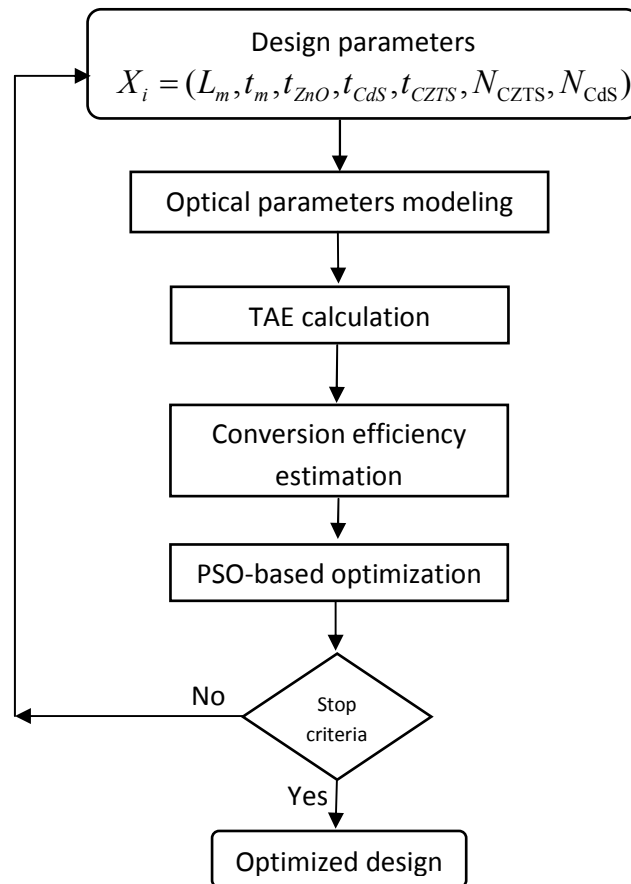 Design parameters
X_i = (L_m, t_m, t_ZnO, t_CdS, t_CZTS, N_CZTS, N_CdS)
Optical parameters modeling
TAE calculation
Conversion efficiency
estimation
PSO-based optimization
No
Stop
criteria
Yes
Optimized design